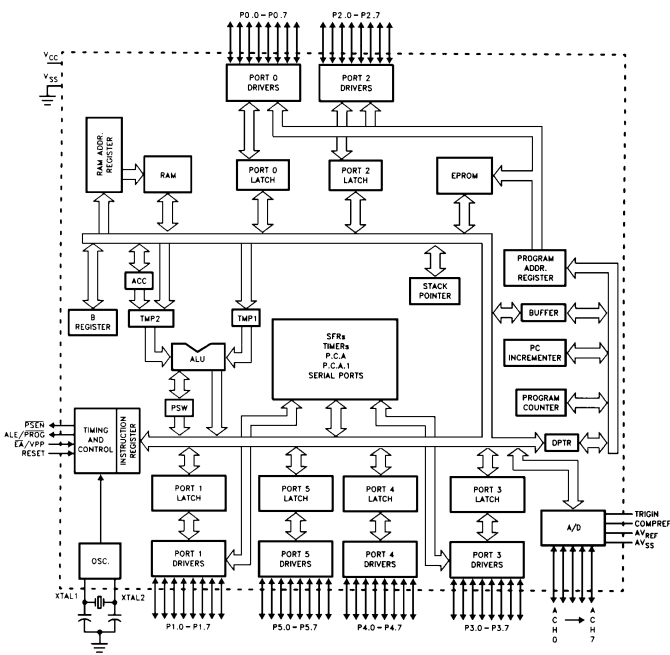 P0.0-P0.7
P2.0-P2.7
VCC
VSS
PORT 0
DRIVERS
PORT 2
DRIVERS
RAM ADDR.
REGISTER
RAM
PORT 0
LATCH
PORT 2
LATCH
EPROM
B
REGISTER
ACC
TMP2
TMP1
ALU
PSW
STACK
POINTER
SFRs
TIMERs
P.C.A
P.C.A.1
SERIAL PORTS
PROGRAM
ADDR.
REGISTER
BUFFER
PC
INCREMENTER
PROGRAM
COUNTER
DPTR
PSEN
ALE/PROG
EA/VPP
RESET
TIMING
AND
CONTROL
INSTRUCTION
REGISTER
PORT 1
LATCH
PORT 5
LATCH
PORT 4
LATCH
PORT 3
LATCH
A/D
TRIGIN
COMPREF
AVREF
AVSS
OSC.
PORT 1
DRIVERS
PORT 5
DRIVERS
PORT 4
DRIVERS
PORT 3
DRIVERS
XTAL1
XTAL2
P1.0-P1.7
P5.0-P5.7
P4.0-P4.7
P3.0-P3.7
ACH0
ACH7